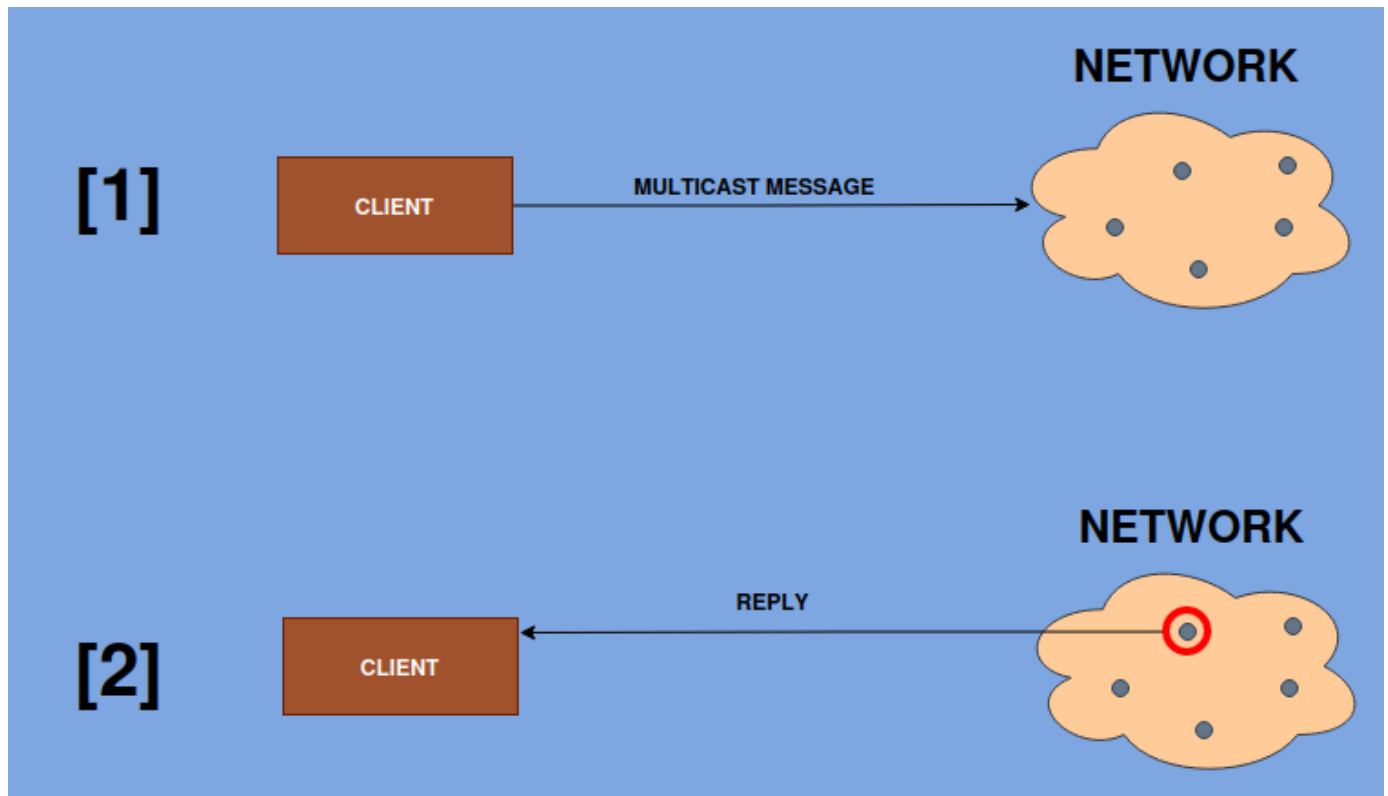 NETWORK
[1]
CLIENT
MULTICAST MESSAGE
NETWORK
[2]
CLIENT
REPLY